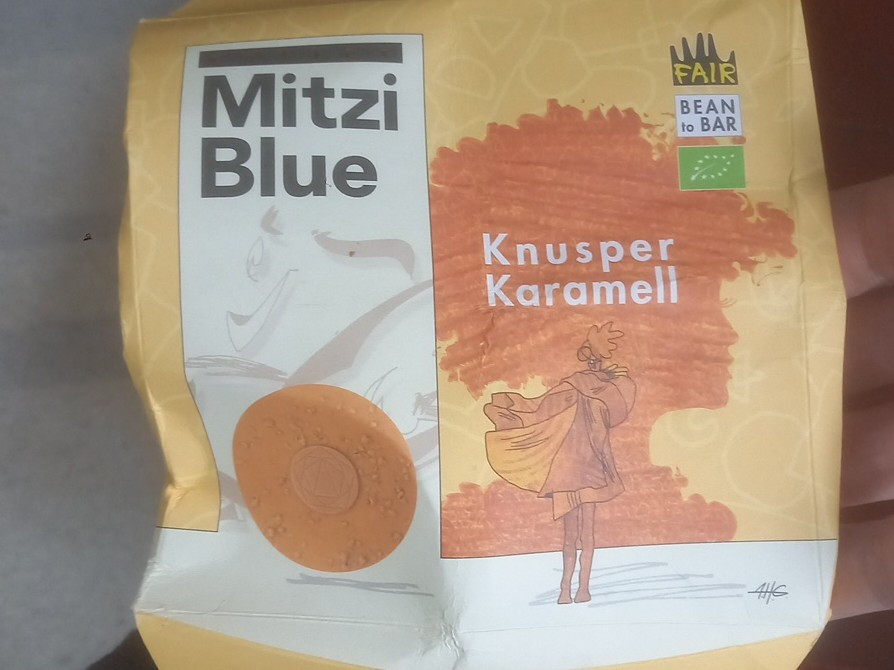 Mitzi
Blue
FAIR
BEAN
to BAR
Knusper
Karamell